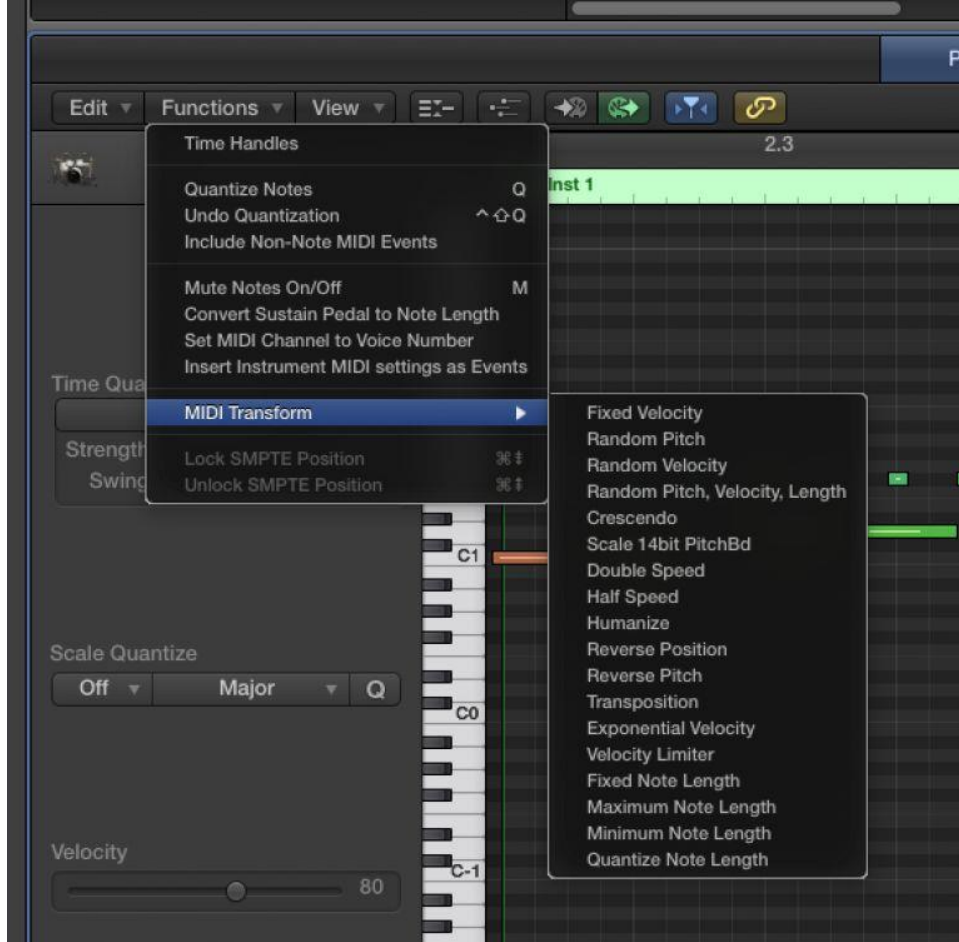 P
Edit Functions View
2.3
Time Handles
Inst 1
Quantize Notes Q
Undo Quantization ^⇧Q
Include Non-Note MIDI Events
Mute Notes On/Off M
Convert Sustain Pedal to Note Length
Set MIDI Channel to Voice Number
Insert Instrument MIDI settings as Events
Time Qua
MIDI Transform
Strength
Swing
Lock SMPTE Position ⌘⇞
Unlock SMPTE Position ⌘⇞
Fixed Velocity
Random Pitch
Random Velocity
Random Pitch, Velocity, Length
Crescendo
Scale 14bit PitchBd
Double Speed
Half Speed
Humanize
Reverse Position
Reverse Pitch
Transposition
Exponential Velocity
Velocity Limiter
Fixed Note Length
Maximum Note Length
Minimum Note Length
Quantize Note Length
C1
Scale Quantize
Off Major Q
C0
Velocity
80
C-1